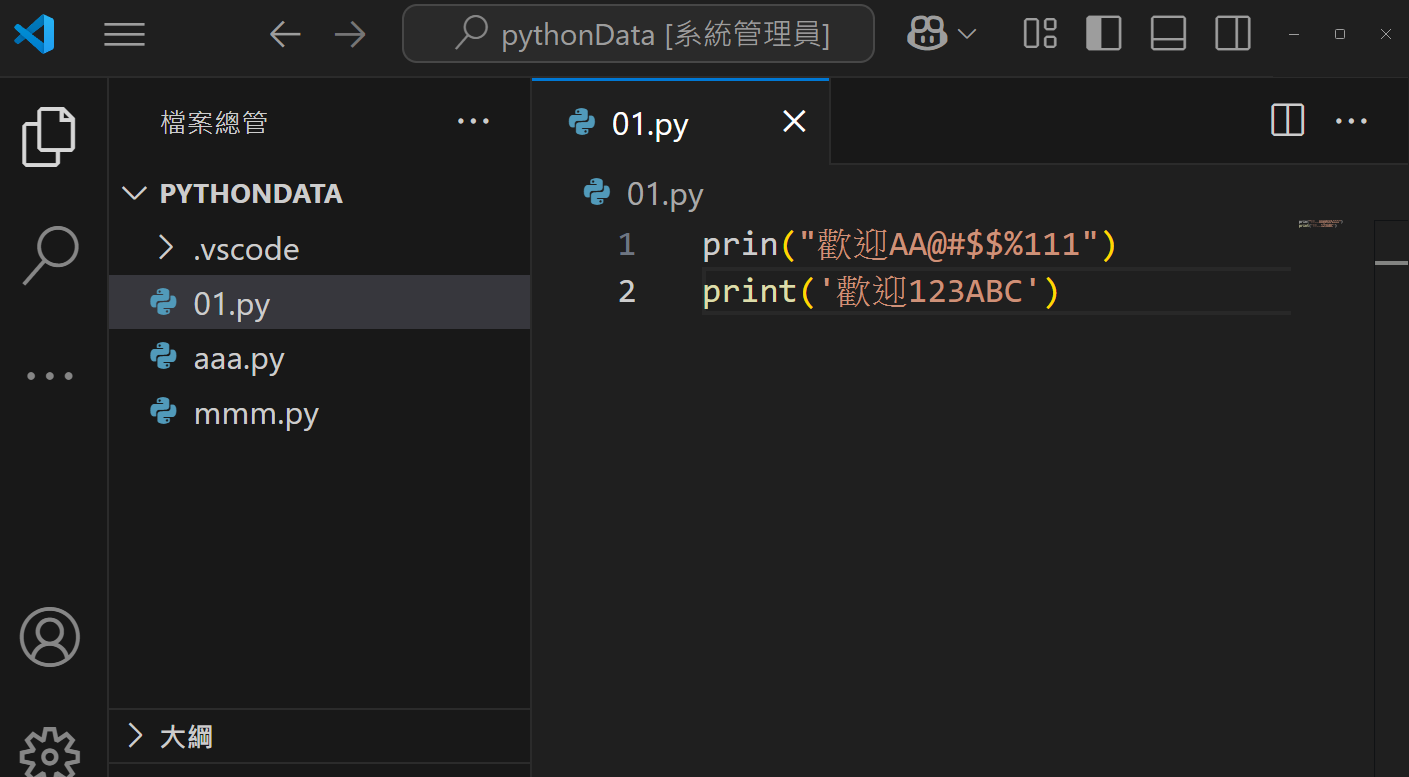 pythonData [系統管理員]
檔案總管
PYTHONDATA
.vscode
01.py
aaa.py
mmm.py
大綱
01.py
01.py
1 prin("歡迎AA@#$$%111")
2 print('歡迎123ABC')